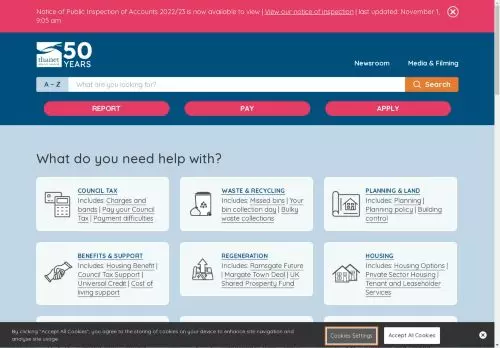 Notice of Public Inspection of Accounts 2022/23 is now available to view | View our notice of inspection | last updated: November 1,
9:05 am
thanet
50
YEARS
Newsroom
Media & Filming
A – Z
What are you looking for?
Search
REPORT
PAY
APPLY
What do you need help with?
COUNCIL TAX
Includes: Charges and
bands | Pay your Council
Tax | Payment difficulties
WASTE & RECYCLING
Includes: Missed bins | Your
bin collection day | Bulky
waste collections
PLANNING & LAND
Includes: Planning |
Planning policy | Building
control
BENEFITS & SUPPORT
Includes: Housing Benefit |
Council Tax Support |
Universal Credit | Cost of
living support
REGENERATION
Includes: Ramsgate Future |
Margate Town Deal | UK
Shared Prosperity Fund
HOUSING
Includes: Housing Options |
Private Sector Housing |
Tenant and Leaseholder
Services
By clicking "Accept All Cookies", you agree to the storing of cookies on your device to enhance site navigation and
analyse site usage.
Cookies Settings
Accept All Cookies